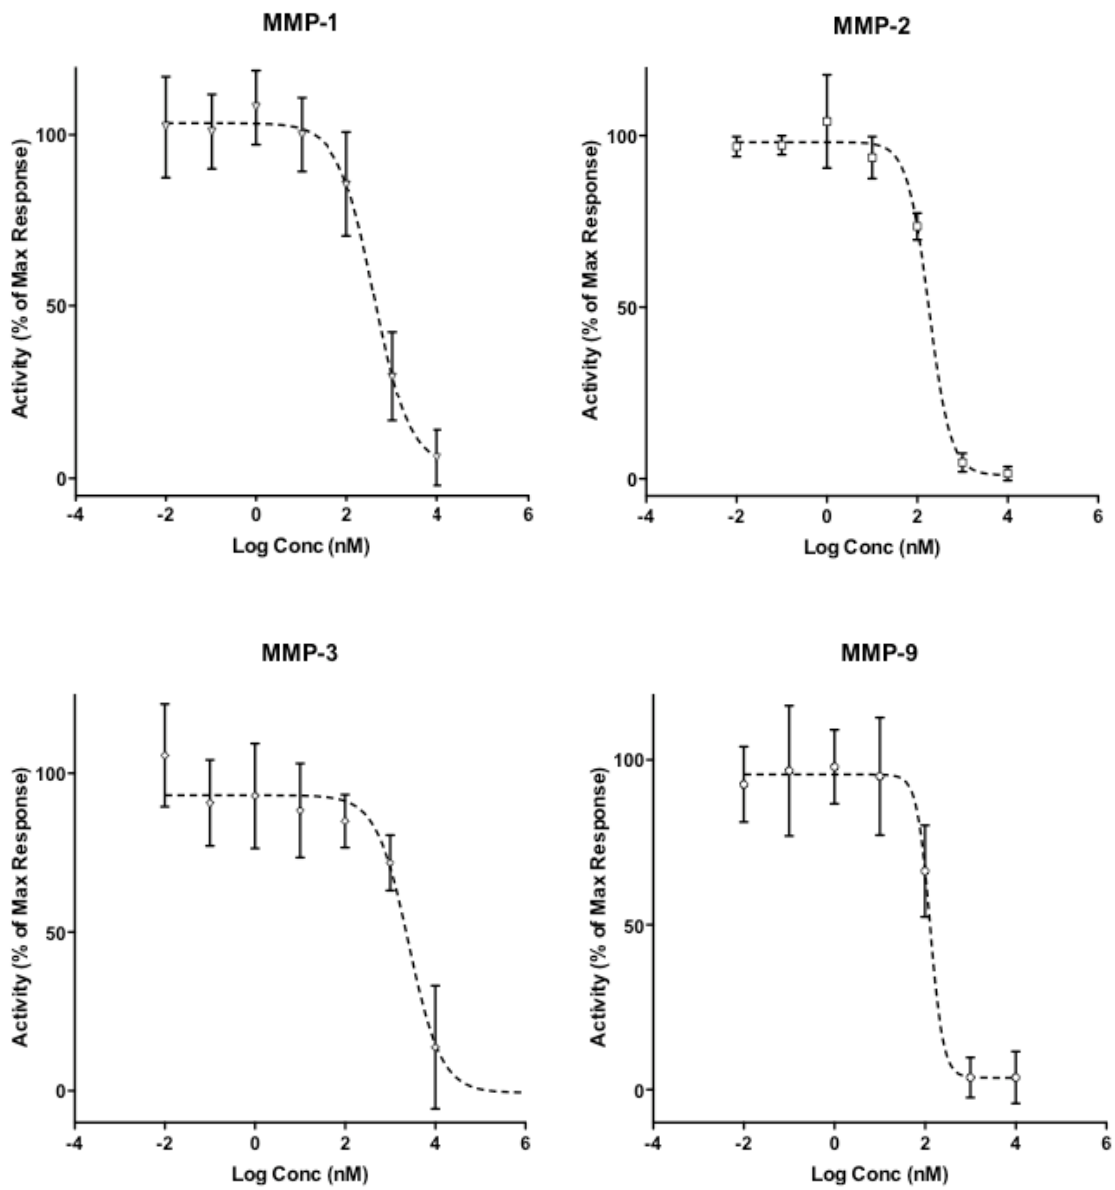 MMP-1
Activity (% of Max Response)
100
50
0
-4 -2 0 2 4 6
Log Conc (nM)
MMP-2
Activity (% of Max Response)
100
50
0
-4 -2 0 2 4 6
Log Conc (nM)
MMP-3
Activity (% of Max Response)
100
50
0
-4 -2 0 2 4 6
Log Conc (nM)
MMP-9
Activity (% of Max Response)
100
50
0
-4 -2 0 2 4 6
Log Conc (nM)